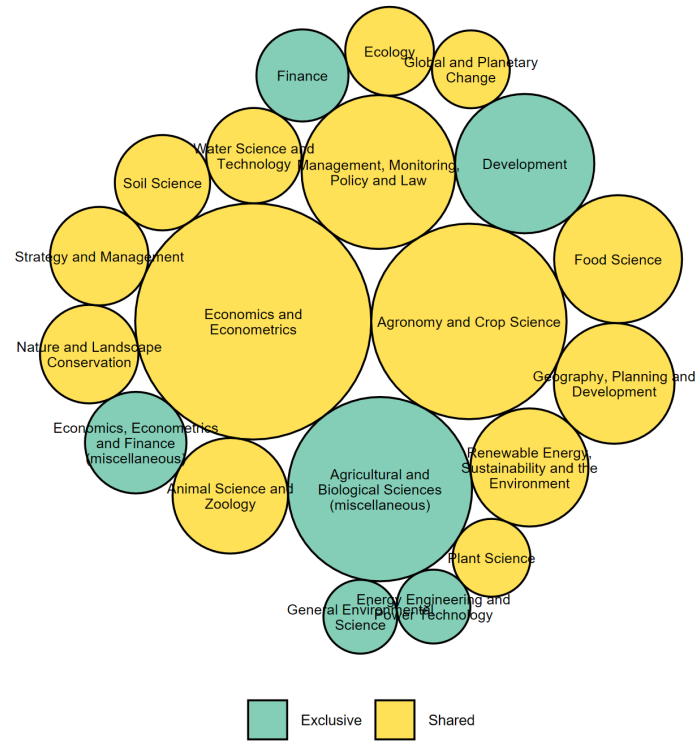 Ecology
Global and Planetary
Change
Finance
Water Science and
Technology
Management, Monitoring,
Policy and Law
Development
Soil Science
Strategy and Management
Food Science
Economics and
Econometrics
Agronomy and Crop Science
Nature and Landscape
Conservation
Geography, Planning and
Development
Economics, Econometrics
and Finance
(miscellaneous)
Renewable Energy,
Sustainability and the
Environment
Agricultural and
Biological Sciences
(miscellaneous)
Animal Science and
Zoology
Plant Science
Energy Engineering and
Power Technology
General Environmental
Science
Exclusive
Shared